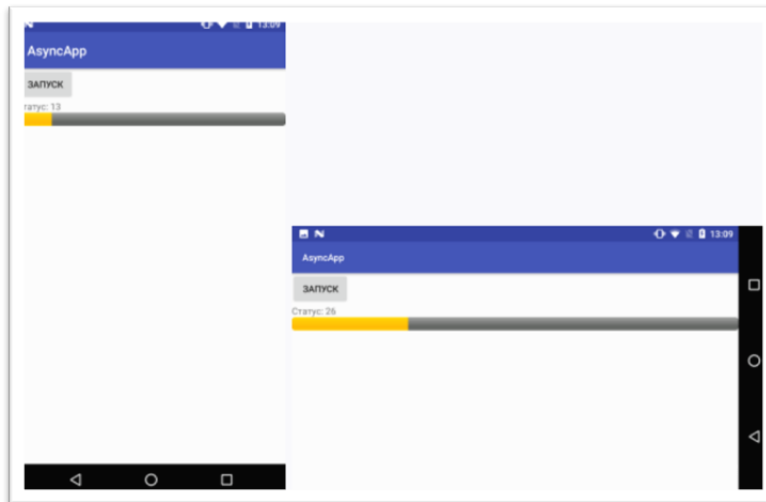 13:09
AsyncApp
ЗАПУСК
татус: 13
13:09
AsyncApp
ЗАПУСК
Статус: 26